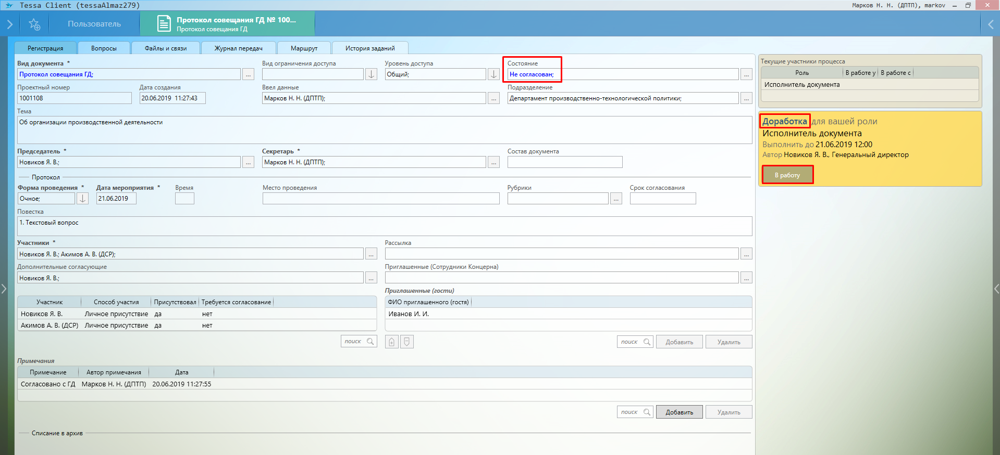 Tessa Client (tessaAlmaz279)
Марков Н. Н. (ДПТП), markov
Пользователь
Протокол совещания ГД № 100...
Протокол совещания ГД
Регистрация Вопросы Файлы и связи Журнал передач Маршрут История заданий
Вид документа * Вид ограничения доступа Уровень доступа Состояние
Протокол совещания ГД; ... Общий; Не согласован; ...
Проектный номер Дата создания Ввел данные Подразделение
1001108 20.06.2019 11:27:43 Марков Н. Н. (ДПТП); ... Департамент производственно-технологической политики; ...
Тема
Об организации производственной деятельности
Председатель * Секретарь * Состав документа
Новиков Я. В.; ... Марков Н. Н. (ДПТП); ...
Протокол
Форма проведения * Дата мероприятия * Время Место проведения Рубрики Срок согласования
Очное; 21.06.2019 ...
Повестка
1. Текстовый вопрос
Участники * Рассылка
Новиков Я. В.; Акимов А. В. (ДСР); ... ...
Дополнительные согласующие Приглашенные (Сотрудники Концерна)
Новиков Я. В.; ... ...
Приглашенные (гости)
Участник Способ участия Присутствовал Требуется согласование ФИО приглашенного (гостя)
Новиков Я. В. Личное присутствие да нет Иванов И. И.
Акимов А. В. (ДСР) Личное присутствие да нет
поиск поиск Добавить Удалить
Примечания
Примечание Автор примечания Дата
Согласовано с ГД Марков Н. Н. (ДПТП) 20.06.2019 11:27:55
поиск Добавить Удалить
Списание в архив
Текущие участники процесса
Роль В работе у В работе с
Исполнитель документа
Доработка для вашей роли
Исполнитель документа
Выполнить до 21.06.2019 12:00
Автор Новиков Я. В., Генеральный директор
В работу